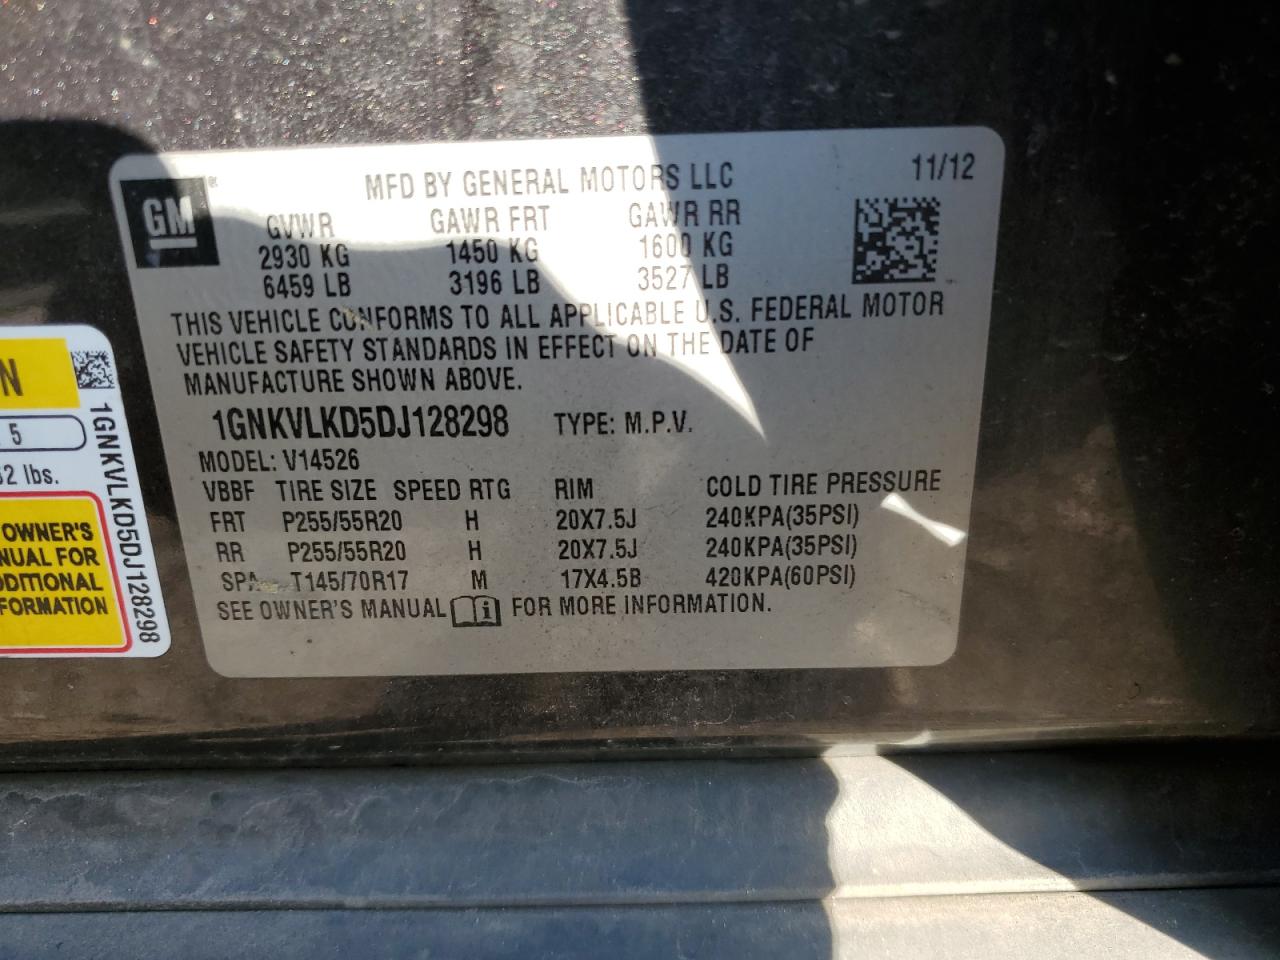 GM
MFD BY GENERAL MOTORS LLC 11/12
GVWR GAWR FRT GAWR RR
2930 KG 1450 KG 1600 KG
6459 LB 3196 LB 3527 LB
THIS VEHICLE CONFORMS TO ALL APPLICABLE U.S. FEDERAL MOTOR
VEHICLE SAFETY STANDARDS IN EFFECT ON THE DATE OF
MANUFACTURE SHOWN ABOVE.
1GNKVLKD5DJ128298 TYPE: M.P.V.
MODEL: V14526
VBBF TIRE SIZE SPEED RTG RIM COLD TIRE PRESSURE
FRT P255/55R20 H 20X7.5J 240KPA(35PSI)
RR P255/55R20 H 20X7.5J 240KPA(35PSI)
SPA T145/70R17 M 17X4.5B 420KPA(60PSI)
SEE OWNER'S MANUAL i FOR MORE INFORMATION.
N
5
lbs.
OWNER'S
NUAL FOR
DDITIONAL
FORMATION
1GNKVLKD5DJ128298